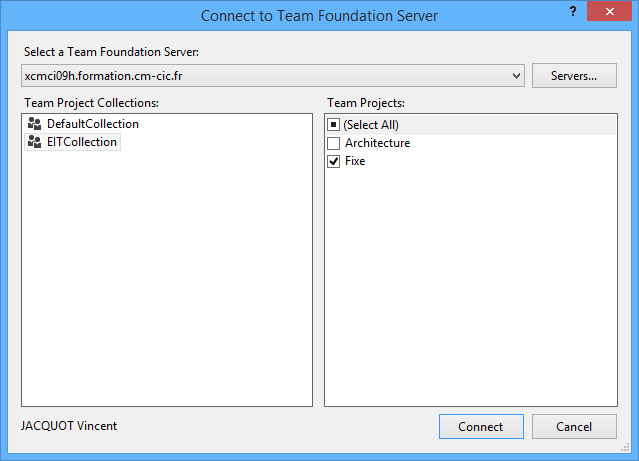 Connect to Team Foundation Server
?
Select a Team Foundation Server:
xcmci09h.formation.cm-cic.fr
Servers...
Team Project Collections:
DefaultCollection
EITCollection
Team Projects:
(Select All)
Architecture
Fixe
JACQUOT Vincent
Connect
Cancel